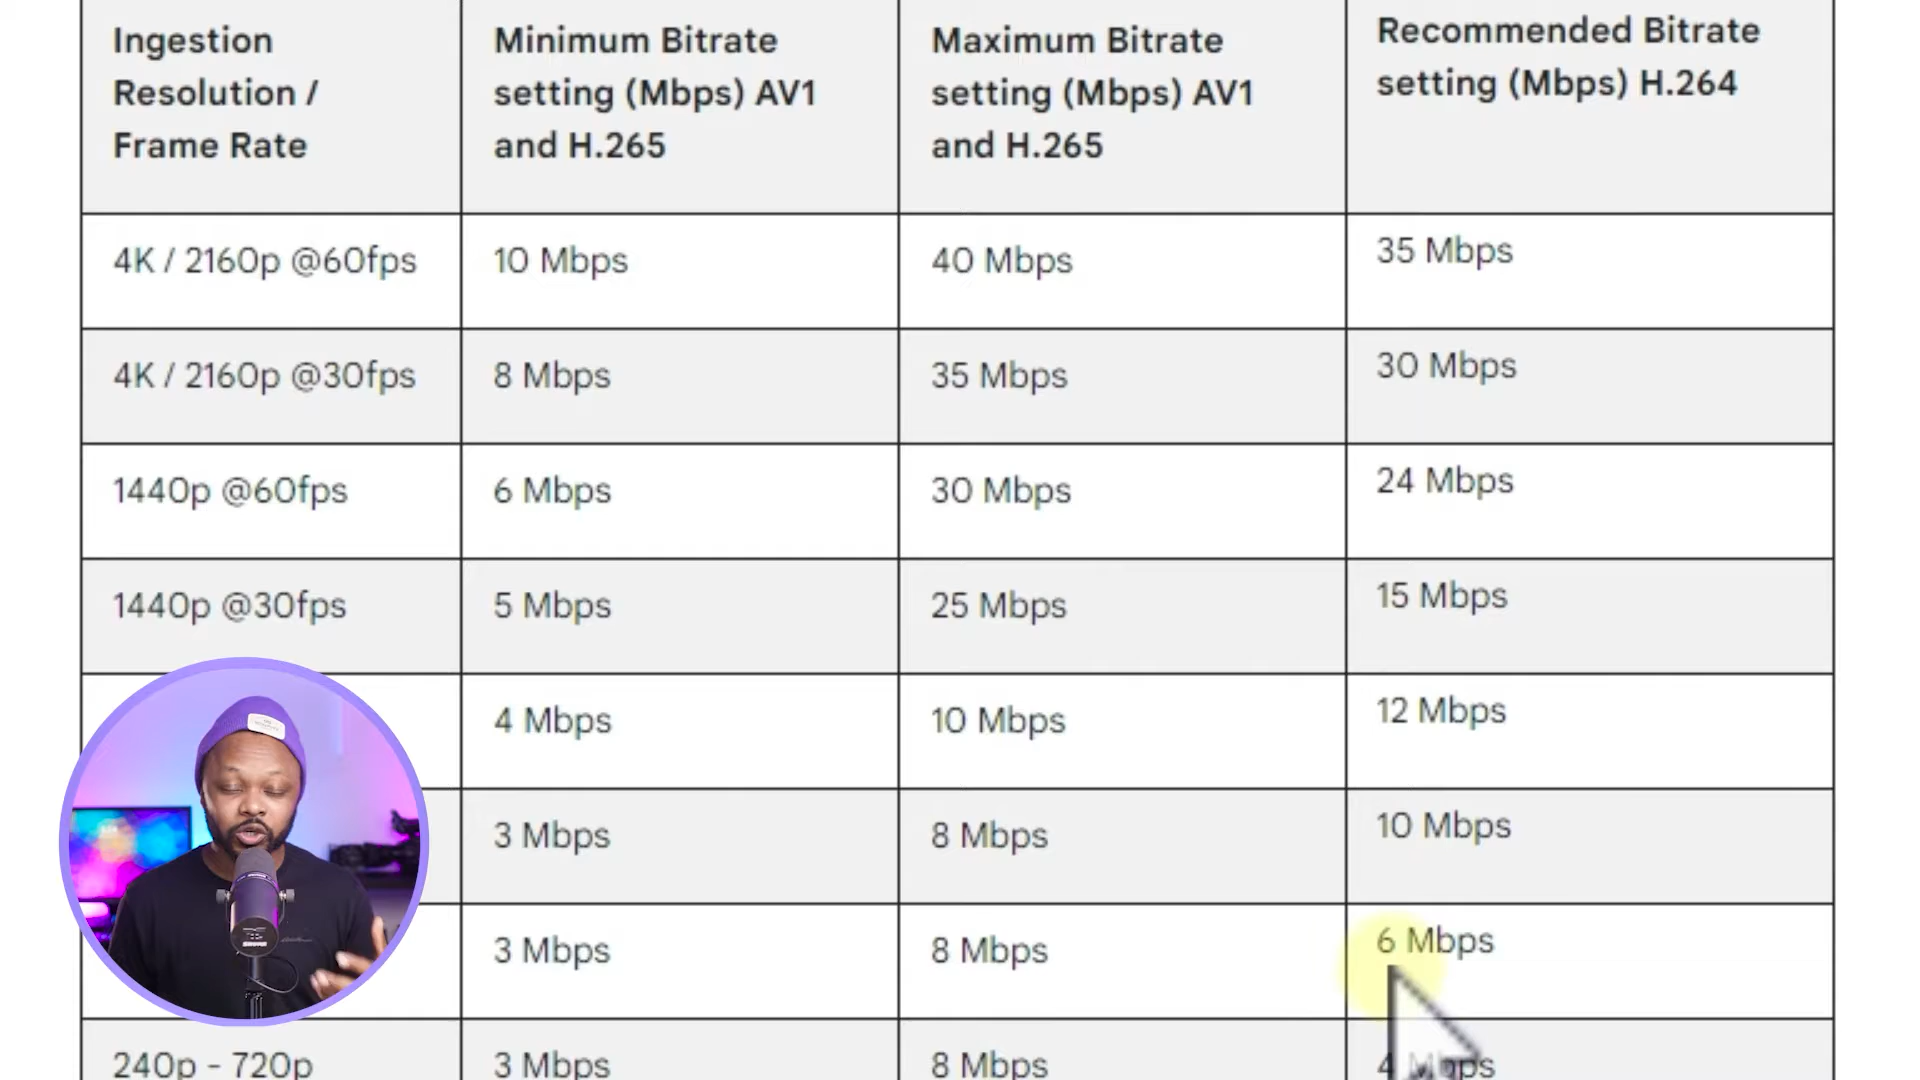 Ingestion
Resolution /
Frame Rate
Minimum Bitrate
setting (Mbps) AV1
and H.265
Maximum Bitrate
setting (Mbps) AV1
and H.265
Recommended Bitrate
setting (Mbps) H.264
4K / 2160p @60fps
10 Mbps
40 Mbps
35 Mbps
4K / 2160p @30fps
8 Mbps
35 Mbps
30 Mbps
1440p @60fps
6 Mbps
30 Mbps
24 Mbps
1440p @30fps
5 Mbps
25 Mbps
15 Mbps
4 Mbps
10 Mbps
12 Mbps
3 Mbps
8 Mbps
10 Mbps
3 Mbps
8 Mbps
6 Mbps
240p - 720p
3 Mbps
8 Mbps
4 Mbps